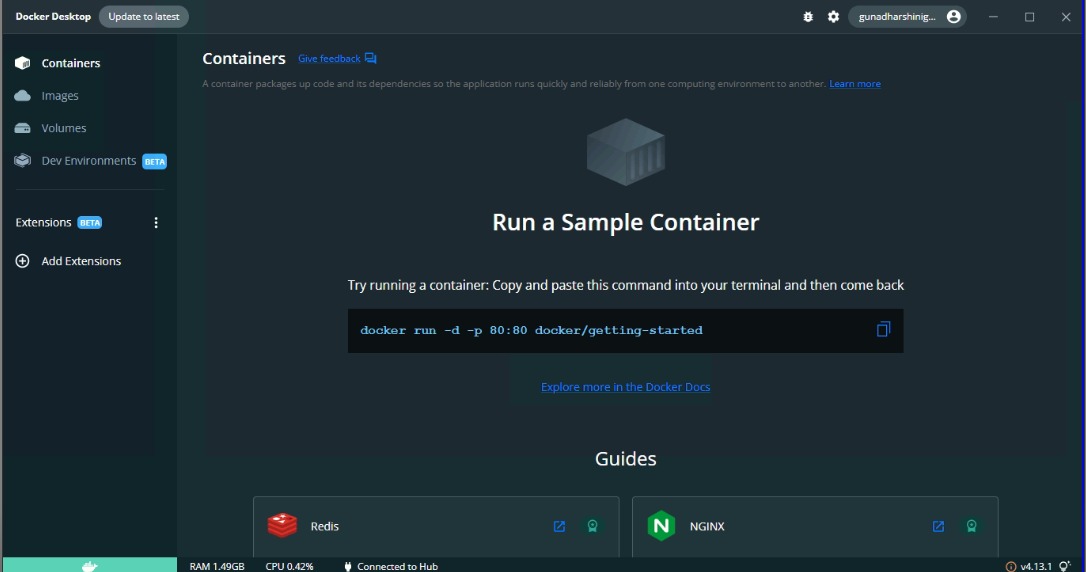 Docker Desktop Update to latest gunadharshinig...
Containers
Images
Volumes
Dev Environments BETA
Extensions BETA
Add Extensions
Containers Give feedback
A container packages up code and its dependencies so the application runs quickly and reliably from one computing environment to another. Learn more
Run a Sample Container
Try running a container: Copy and paste this command into your terminal and then come back
docker run -d -p 80:80 docker/getting-started
Explore more in the Docker Docs
Guides
Redis
N NGINX
RAM 1.49GB CPU 0.42% Connected to Hub v4.13.1